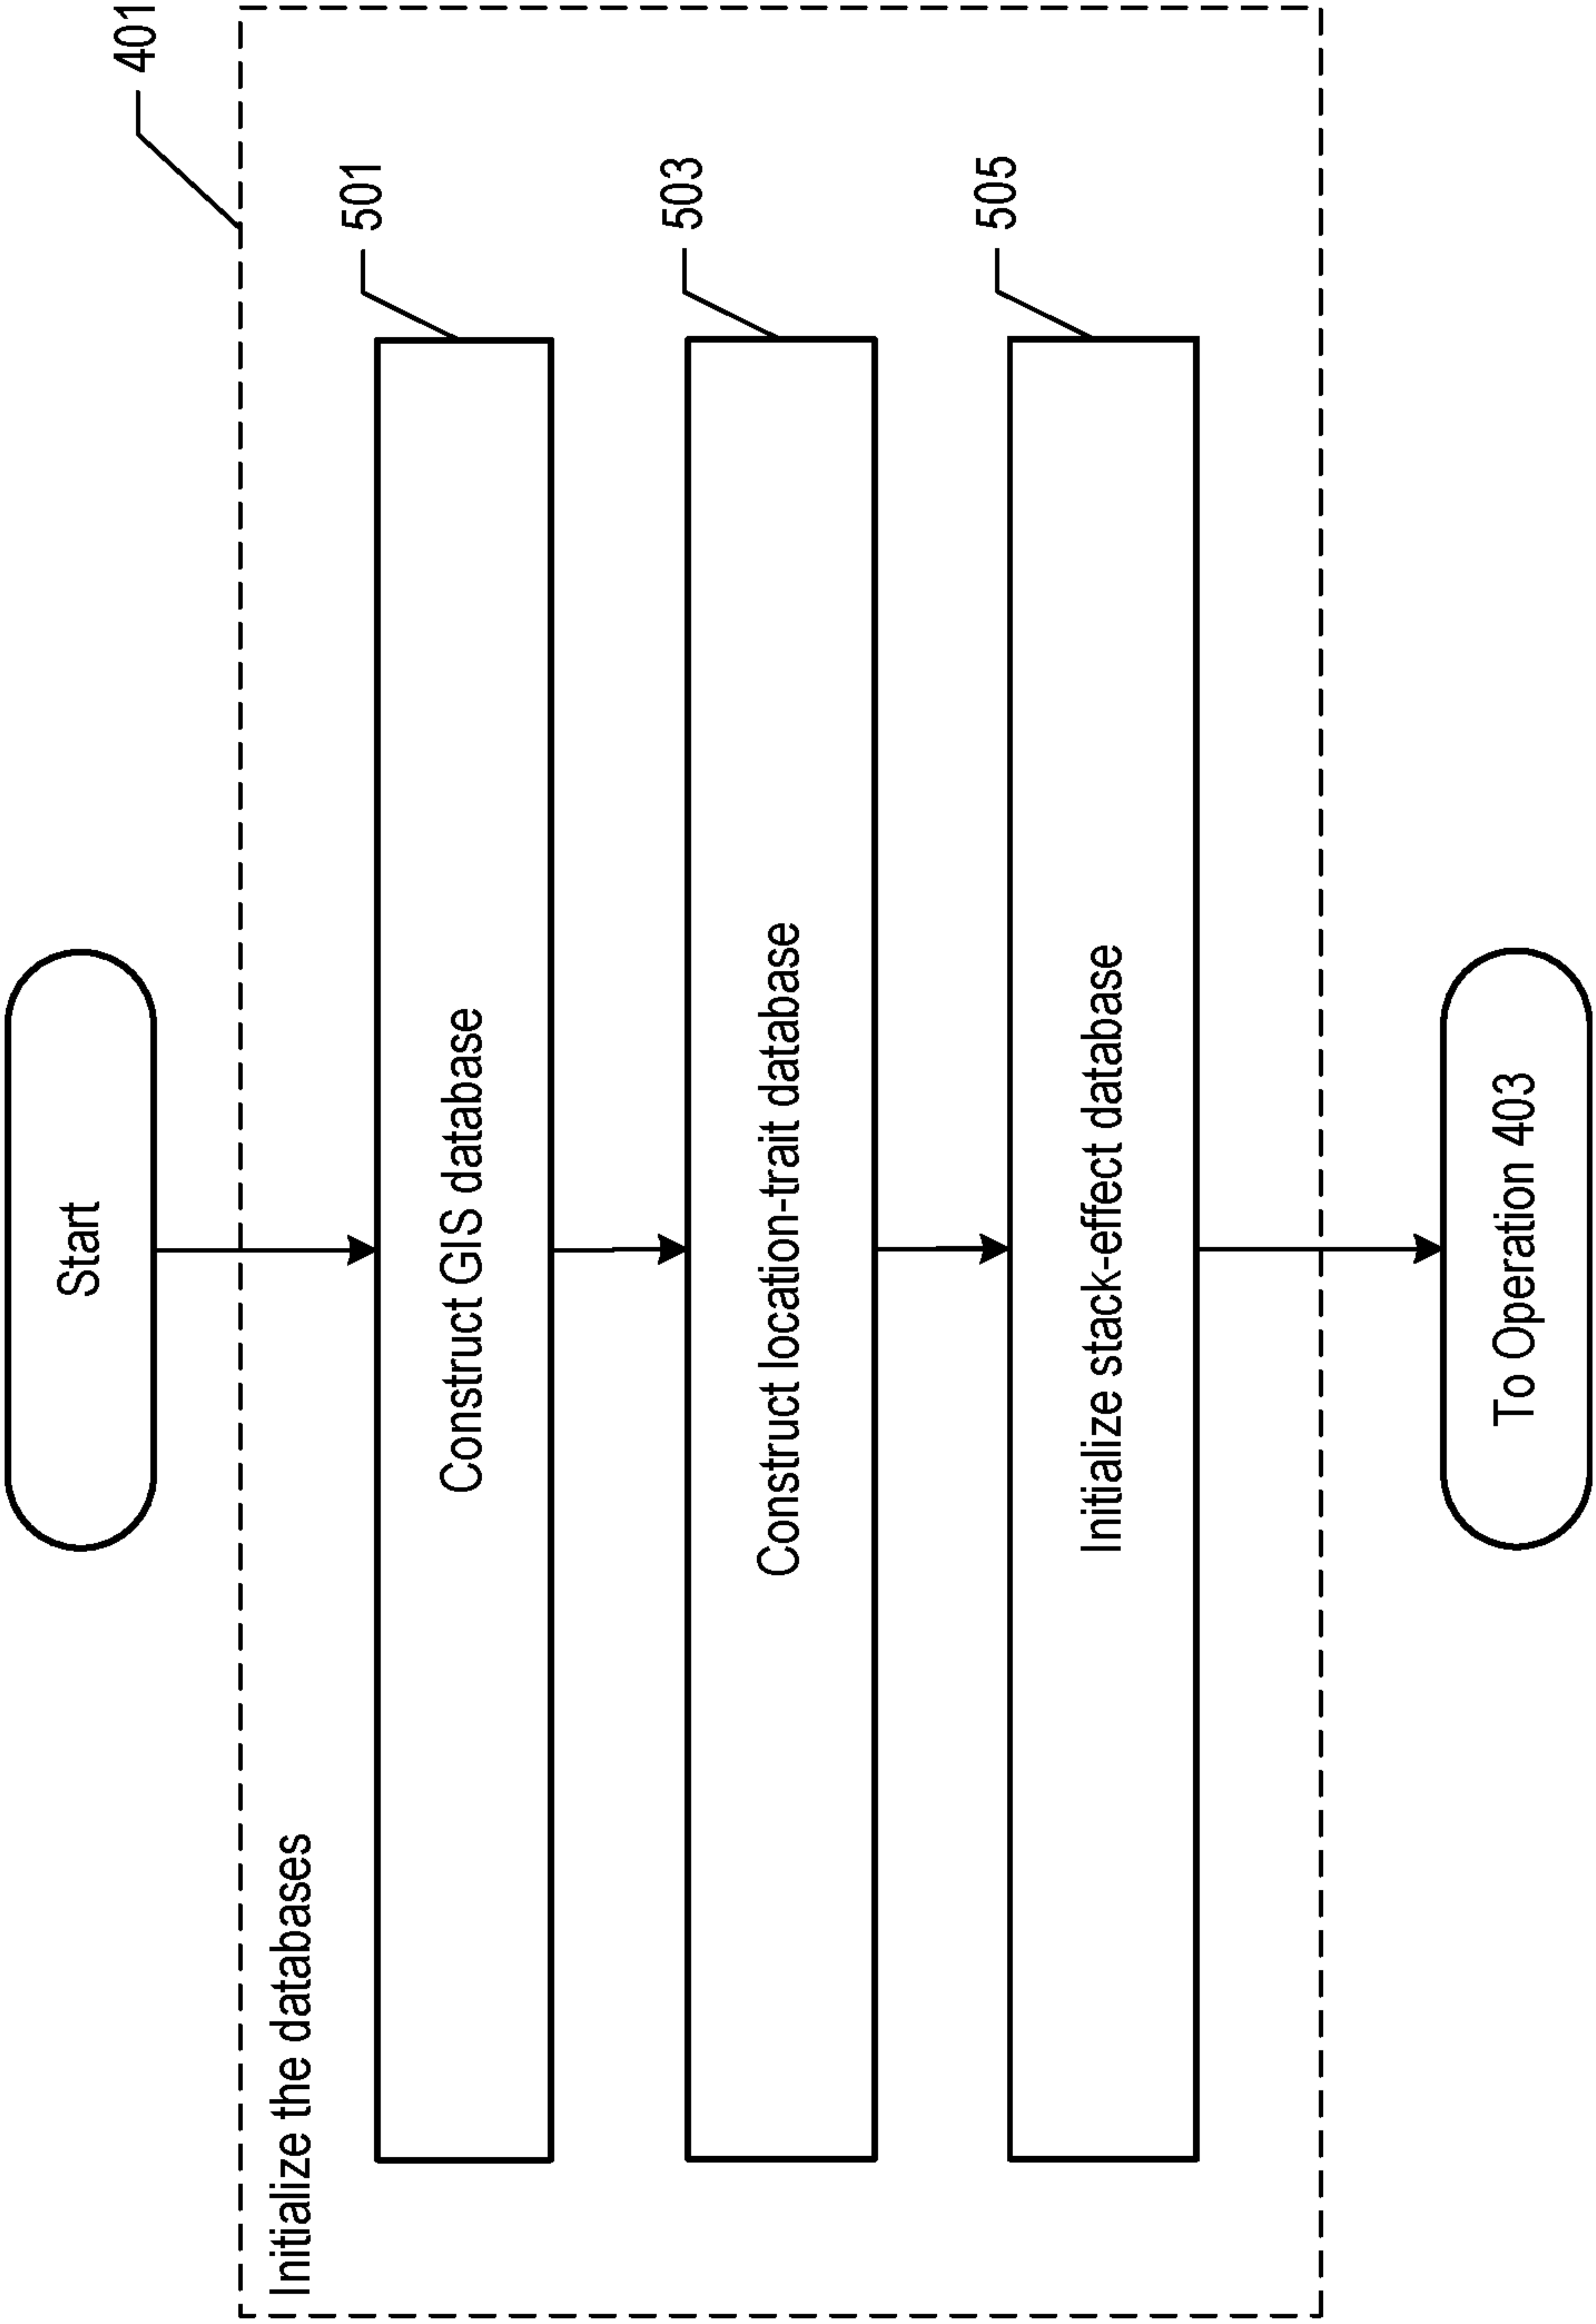 Start
401
Initialize the databases
501
Construct GIS database
503
Construct location-trait database
505
Initialize stack-effect database
To Operation 403